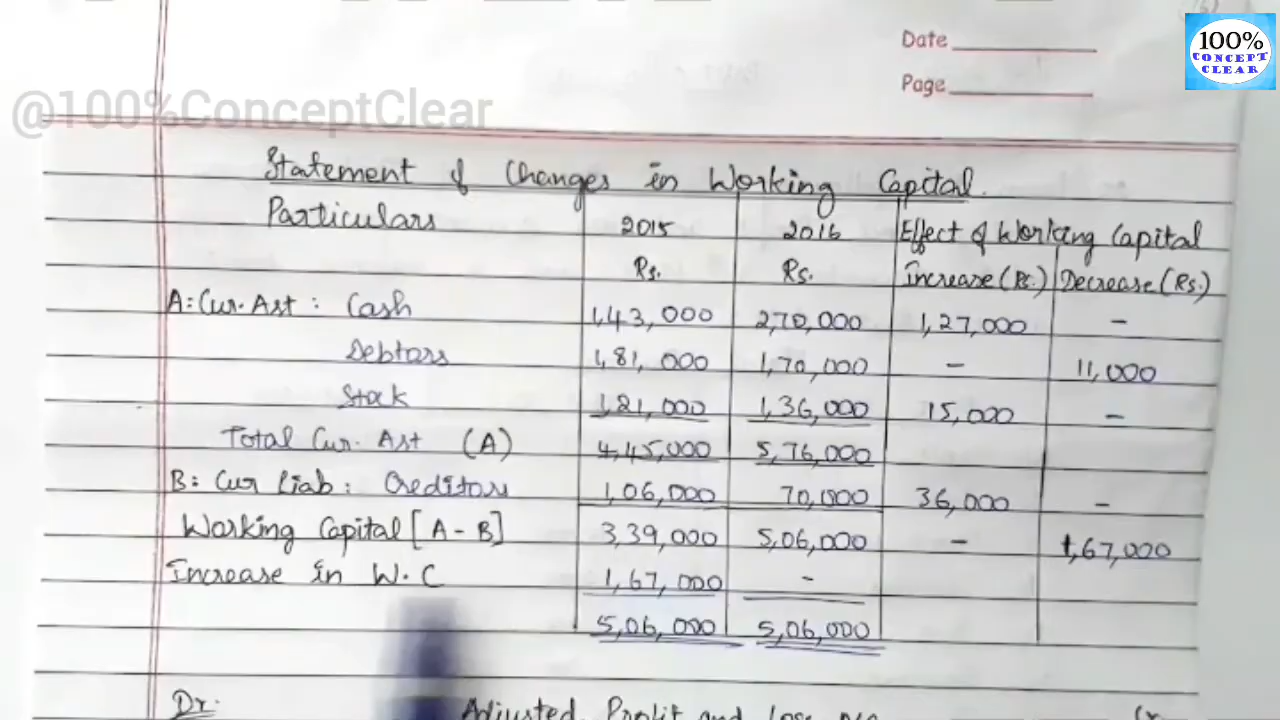 Date
100%
CONCEPT
CLEAR
Page
@100%ConceptClear
Statement of Changes in Working Capital.
Particulars 2015 2016 Effect of Working Capital
Rs. Rs. Increase (Rs.) Decrease (Rs.)
A: Cur. Ast : Cash 1,43,000 2,70,000 1,27,000 -
Debtors 1,81,000 1,70,000 - 11,000
Stock 1,21,000 1,36,000 15,000 -
Total Cur. Ast (A) 4,45,000 5,76,000
B: Cur Liab : Creditors 1,06,000 70,000 36,000 -
Working Capital [A - B] 3,39,000 5,06,000 - 1,67,000
Increase in W.C 1,67,000 -
5,06,000 5,06,000
Dr. Adjusted Profit and Loss A/c